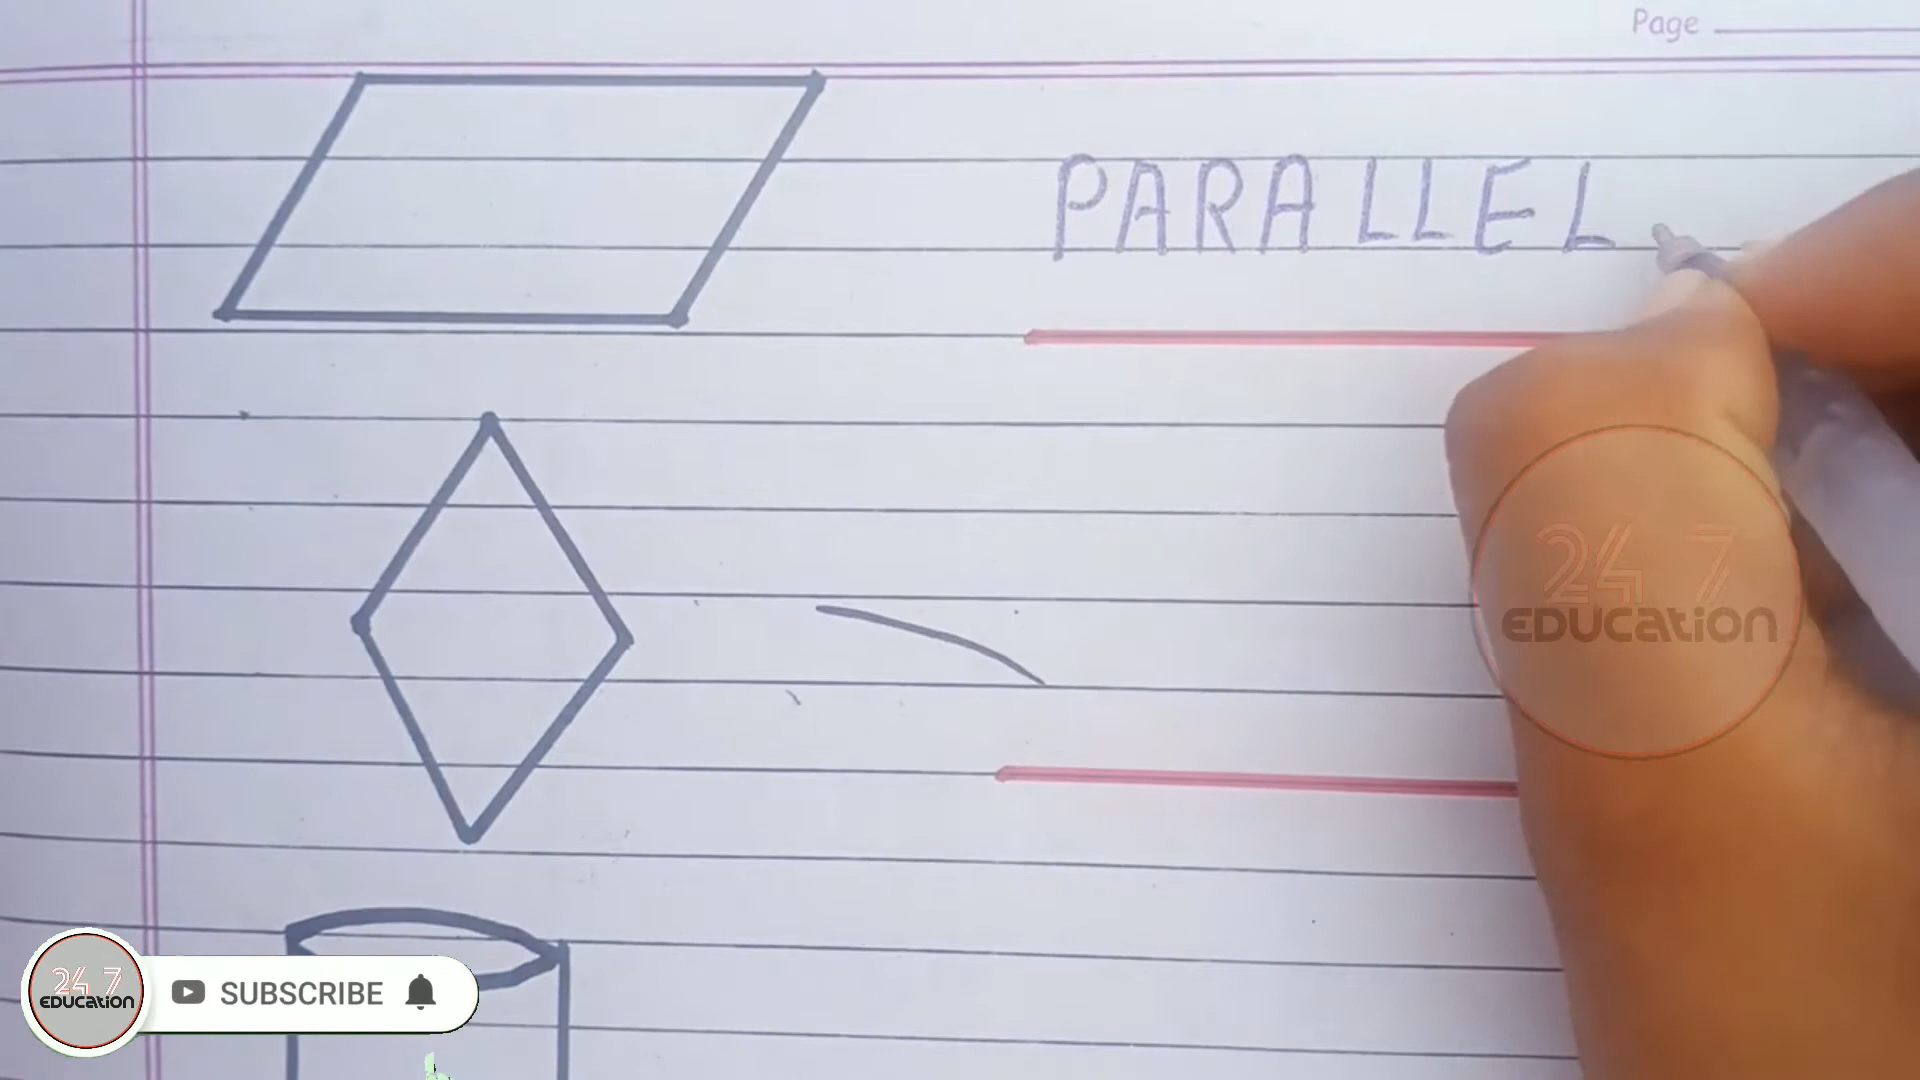 Page
PARALLEL
24 7
EDUCATION
24 7
EDUCATION
SUBSCRIBE